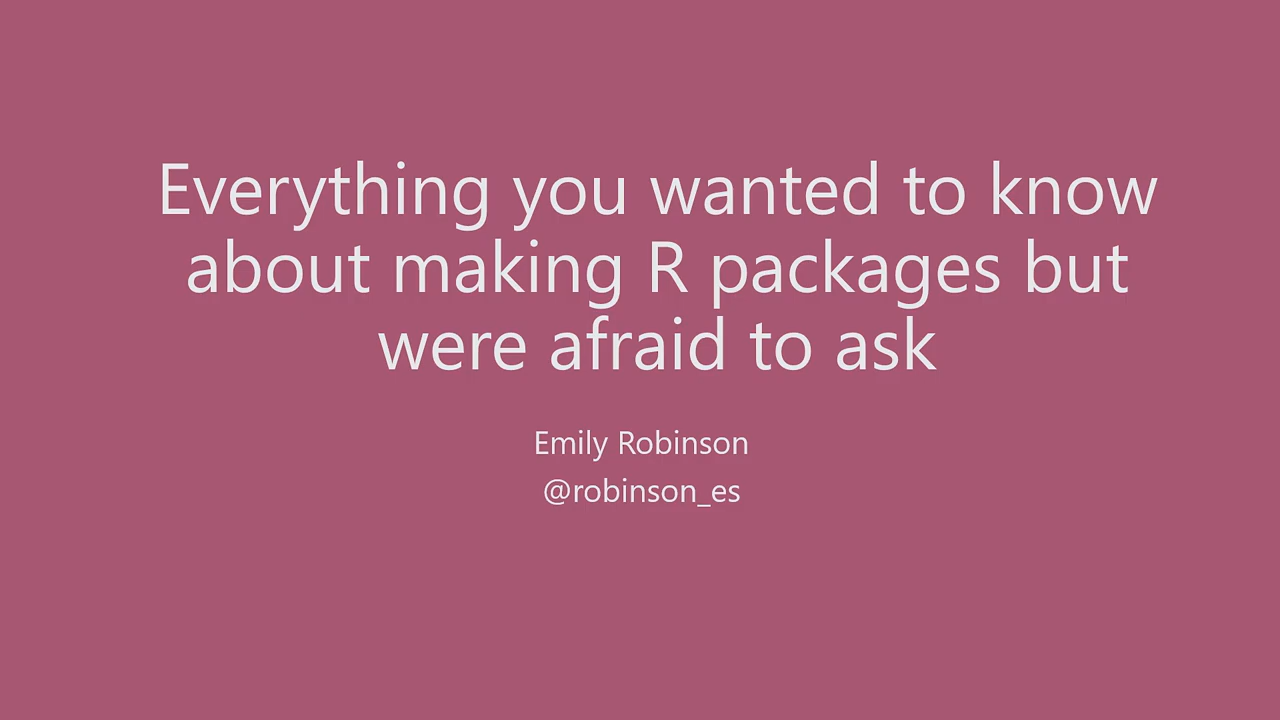 Everything you wanted to know
about making R packages but
were afraid to ask
Emily Robinson
@robinson_es